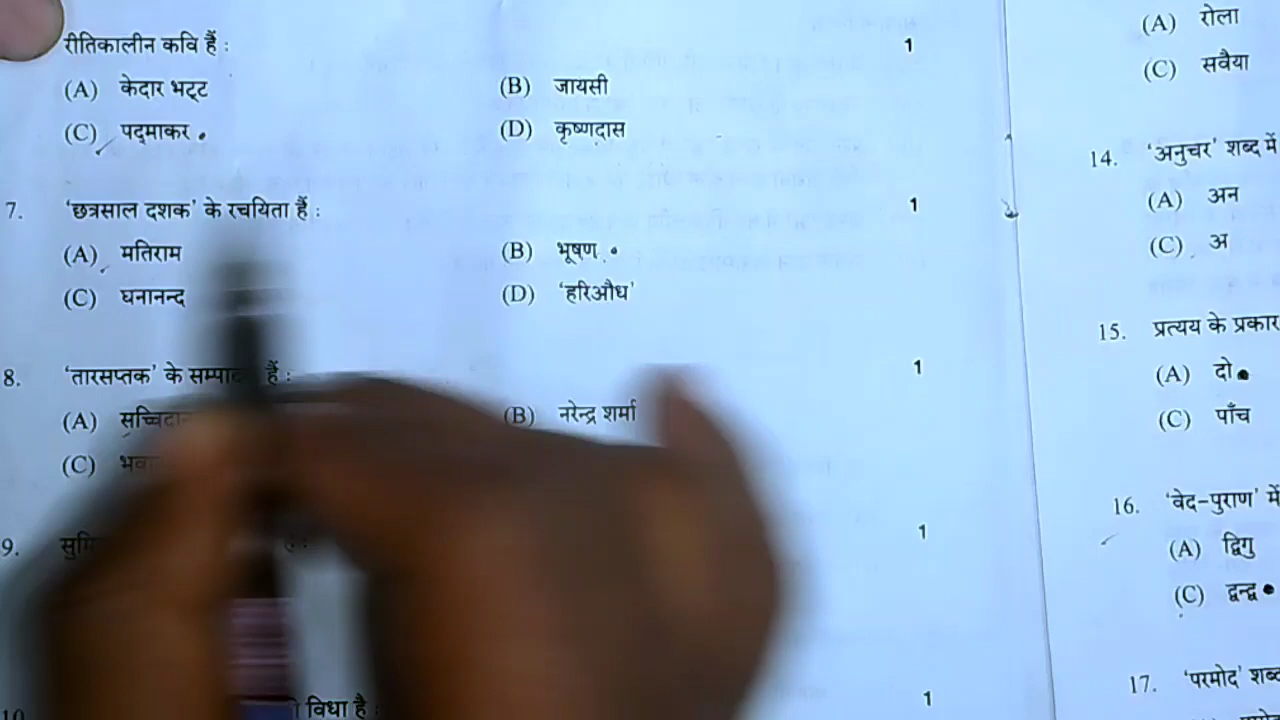 रीतिकालीन कवि हैं : 1
(A) केदार भट्ट (B) जायसी
(C) पद्माकर (D) कृष्णदास
7. 'छत्रसाल दशक' के रचयिता हैं : 1
(A) मतिराम (B) भूषण
(C) घनानन्द (D) 'हरिऔध'
8. 'तारसप्तक' के हैं : 1
(A) (B) नरेन्द्र शर्मा
(C)
9. 1
10. विधा है : 1
(A) रोला
(C) सवैया
14. 'अनुचर' शब्द में
(A) अन
(C) अ
15. प्रत्यय के प्रकार
(A) दो
(C) पाँच
16. 'वेद-पुराण' में
(A) द्विगु
(C) द्वन्द्व
17. 'परमोद' शब्द